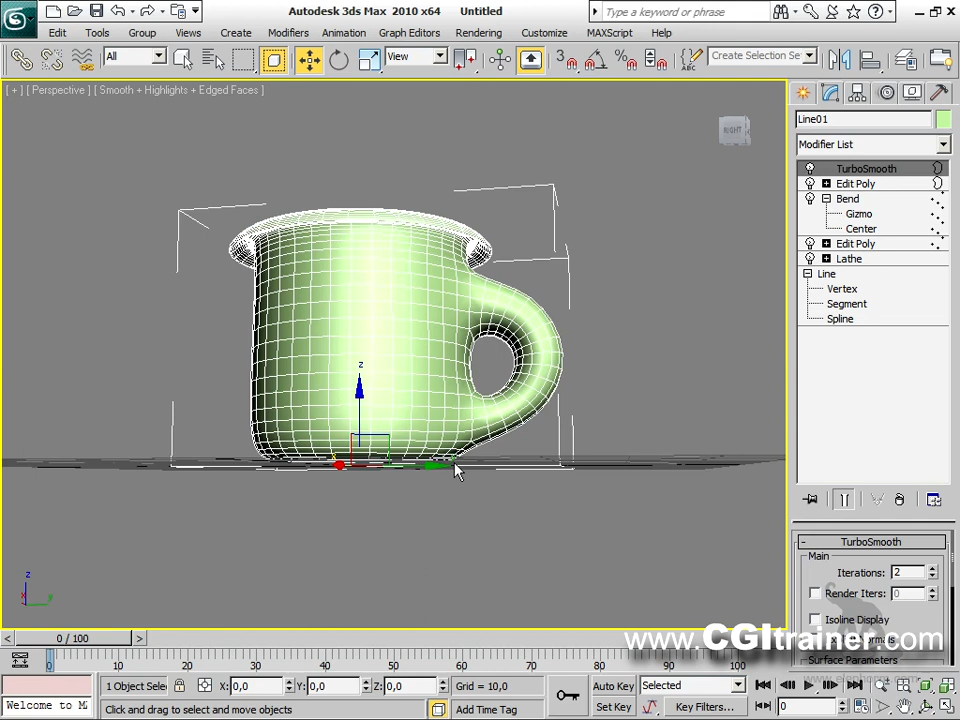 Autodesk 3ds Max 2010 x64 Untitled
Type a keyword or phrase
Edit Tools Group Views Create Modifiers Animation Graph Editors Rendering Customize MAXScript Help
All
View
3
Create Selection Se
[ + ] [ Perspective ] [ Smooth + Highlights + Edged Faces ]
RIGHT
Line01
Modifier List
TurboSmooth
Edit Poly
Bend
Gizmo
Center
Edit Poly
Lathe
Line
Vertex
Segment
Spline
z
z
x y
TurboSmooth
Main
Iterations: 2
Render Iters: 0
Isoline Display
Surface Parameters
www.CGItrainer.com
0 / 100
0 10 20 30 40 50 60 70 80 90 100
1 Object Selec X: 0,0 Y: 0,0 Z: 0,0 Grid = 10,0
Auto Key Selected
Welcome to M
Click and drag to select and move objects
Add Time Tag
Set Key Key Filters... 0